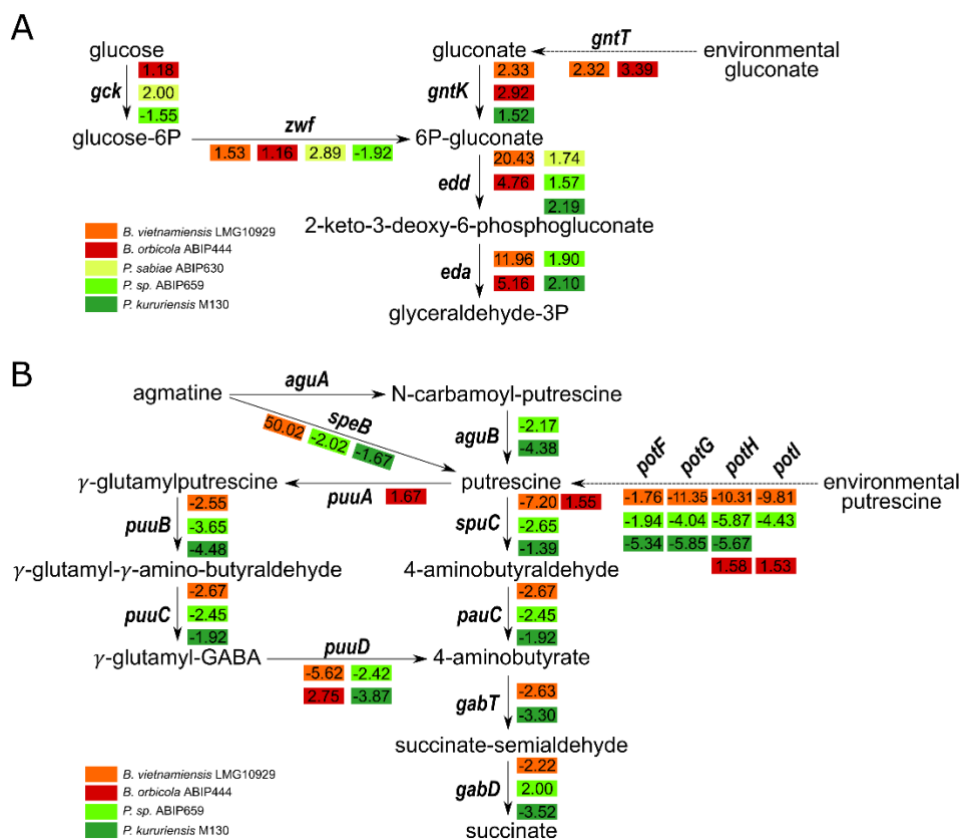 A
glucose
gck
1.18
2.00
-1.55
glucose-6P
zwf
1.53 1.16 2.89 -1.92
gluconate
gntT
environmental
gluconate
2.32 3.39
gntK
2.33
2.92
1.52
6P-gluconate
edd
20.43 1.74
4.76 1.57
2.19
2-keto-3-deoxy-6-phosphogluconate
eda
11.96 1.90
5.16 2.10
glyceraldehyde-3P
B. vietnamiensis LMG10929
B. orbicola ABIP444
P. sabiae ABIP630
P. sp. ABIP659
P. kururiensis M130
B
agmatine
aguA
N-carbamoyl-putrescine
speB
50.02 -2.02 -1.67
aguB
-2.17
-4.38
potF potG potH potI
γ-glutamylputrescine
puuA
1.67
putrescine
environmental
putrescine
-1.76 -11.35 -10.31 -9.81
-1.94 -4.04 -5.87 -4.43
-5.34 -5.85 -5.67
1.58 1.53
puuB
-2.55
-3.65
-4.48
spuC
-7.20 1.55
-2.65
-1.39
γ-glutamyl-γ-amino-butyraldehyde
4-aminobutyraldehyde
puuC
-2.67
-2.45
-1.92
pauC
-2.67
-2.45
-1.92
γ-glutamyl-GABA
puuD
-5.62 -2.42
2.75 -3.87
4-aminobutyrate
gabT
-2.63
-3.30
succinate-semialdehyde
gabD
-2.22
2.00
-3.52
succinate
B. vietnamiensis LMG10929
B. orbicola ABIP444
P. sp. ABIP659
P. kururiensis M130